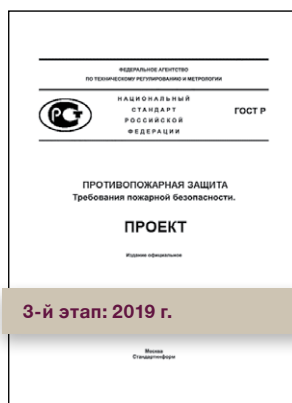 ФЕДЕРАЛЬНОЕ АГЕНТСТВО
ПО ТЕХНИЧЕСКОМУ РЕГУЛИРОВАНИЮ И МЕТРОЛОГИИ
НАЦИОНАЛЬНЫЙ
СТАНДАРТ
РОССИЙСКОЙ
ФЕДЕРАЦИИ
ГОСТ Р
ПРОТИВОПОЖАРНАЯ ЗАЩИТА
Требования пожарной безопасности.
ПРОЕКТ
Издание официальное
3-й этап: 2019 г.
Москва
Стандартинформ